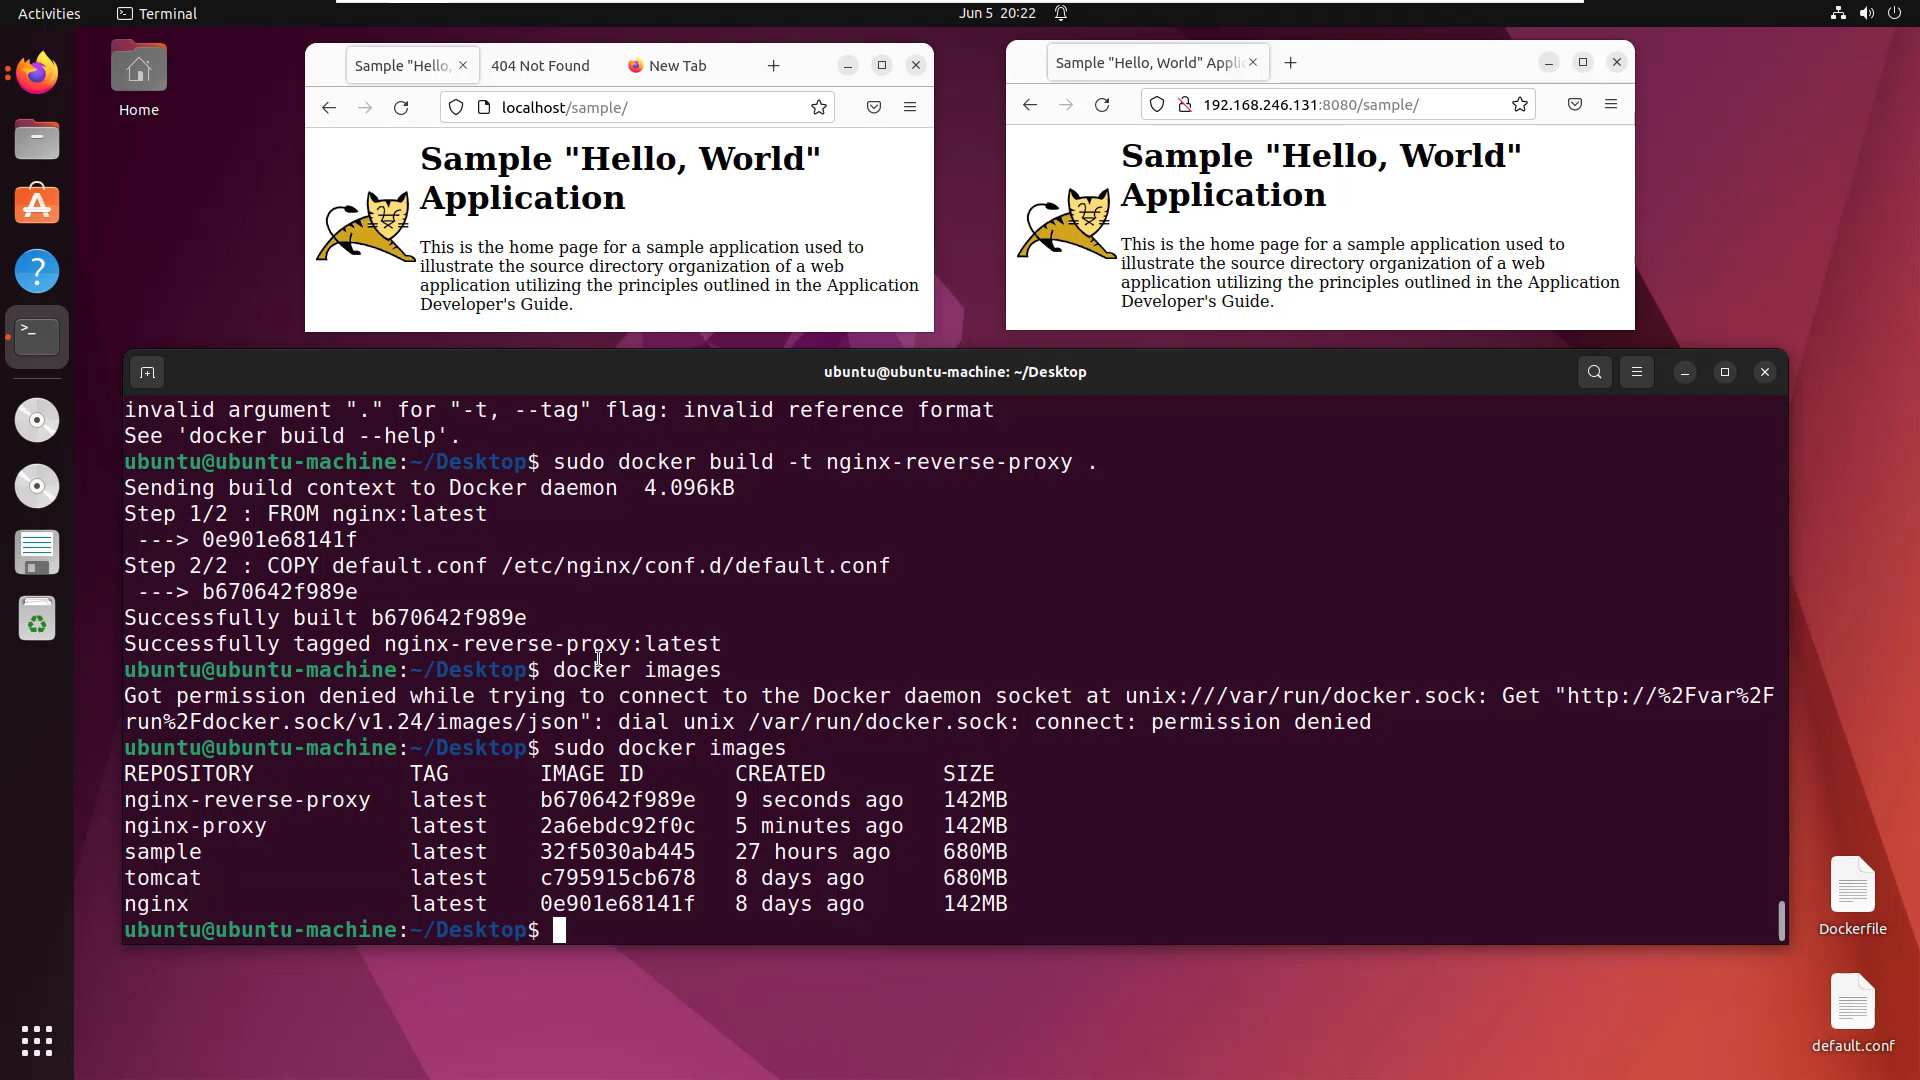 Activities
Terminal
Jun 5 20:22
Home
Sample "Hello,
404 Not Found
New Tab
localhost/sample/
Sample "Hello, World"
Application
This is the home page for a sample application used to
illustrate the source directory organization of a web
application utilizing the principles outlined in the Application
Developer's Guide.
Sample "Hello, World" Appli
192.168.246.131:8080/sample/
Sample "Hello, World"
Application
This is the home page for a sample application used to
illustrate the source directory organization of a web
application utilizing the principles outlined in the Application
Developer's Guide.
ubuntu@ubuntu-machine: ~/Desktop
invalid argument "." for "-t, --tag" flag: invalid reference format
See 'docker build --help'.
ubuntu@ubuntu-machine:~/Desktop$ sudo docker build -t nginx-reverse-proxy .
Sending build context to Docker daemon  4.096kB
Step 1/2 : FROM nginx:latest
 ---> 0e901e68141f
Step 2/2 : COPY default.conf /etc/nginx/conf.d/default.conf
 ---> b670642f989e
Successfully built b670642f989e
Successfully tagged nginx-reverse-proxy:latest
ubuntu@ubuntu-machine:~/Desktop$ docker images
Got permission denied while trying to connect to the Docker daemon socket at unix:///var/run/docker.sock: Get "http://%2Fvar%2F
run%2Fdocker.sock/v1.24/images/json": dial unix /var/run/docker.sock: connect: permission denied
ubuntu@ubuntu-machine:~/Desktop$ sudo docker images
REPOSITORY            TAG       IMAGE ID       CREATED         SIZE
nginx-reverse-proxy   latest    b670642f989e   9 seconds ago   142MB
nginx-proxy           latest    2a6ebdc92f0c   5 minutes ago   142MB
sample                latest    32f5030ab445   27 hours ago    680MB
tomcat                latest    c795915cb678   8 days ago      680MB
nginx                 latest    0e901e68141f   8 days ago      142MB
ubuntu@ubuntu-machine:~/Desktop$
Dockerfile
default.conf